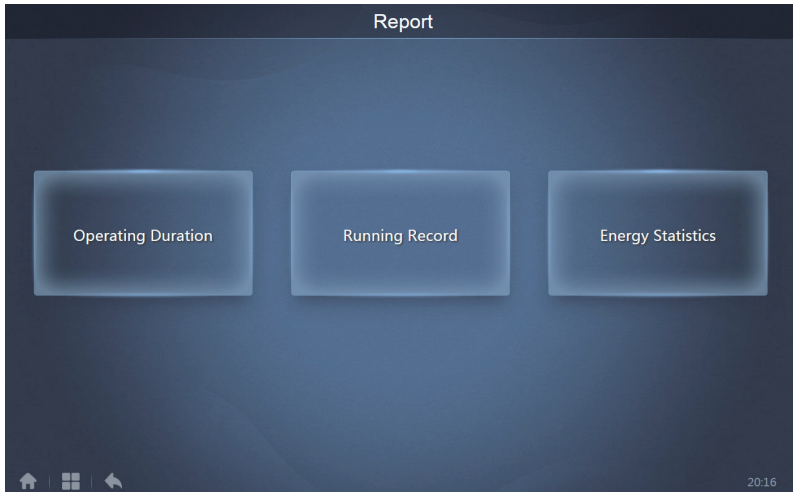 Report
Operating Duration
Running Record
Energy Statistics
20:16